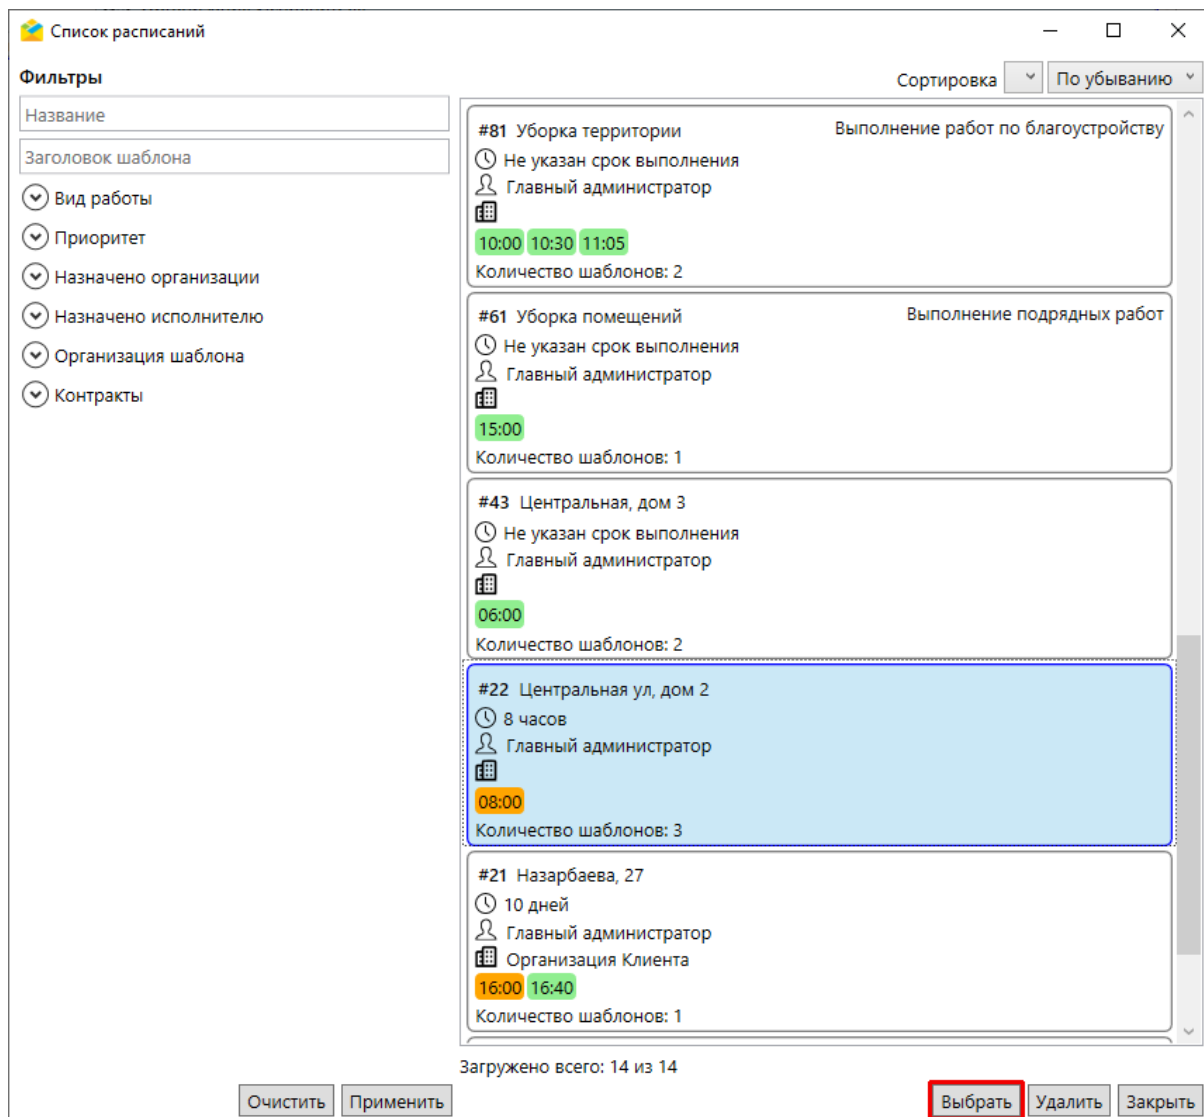 Список расписаний
Фильтры
Название
Заголовок шаблона
Вид работы
Приоритет
Назначено организации
Назначено исполнителю
Организация шаблона
Контракты
Сортировка По убыванию
#81 Уборка территории Выполнение работ по благоустройству
Не указан срок выполнения
Главный администратор
10:00 10:30 11:05
Количество шаблонов: 2
#61 Уборка помещений Выполнение подрядных работ
Не указан срок выполнения
Главный администратор
15:00
Количество шаблонов: 1
#43 Центральная, дом 3
Не указан срок выполнения
Главный администратор
06:00
Количество шаблонов: 2
#22 Центральная ул, дом 2
8 часов
Главный администратор
08:00
Количество шаблонов: 3
#21 Назарбаева, 27
10 дней
Главный администратор
Организация Клиента
16:00 16:40
Количество шаблонов: 1
Загружено всего: 14 из 14
Очистить Применить Выбрать Удалить Закрыть